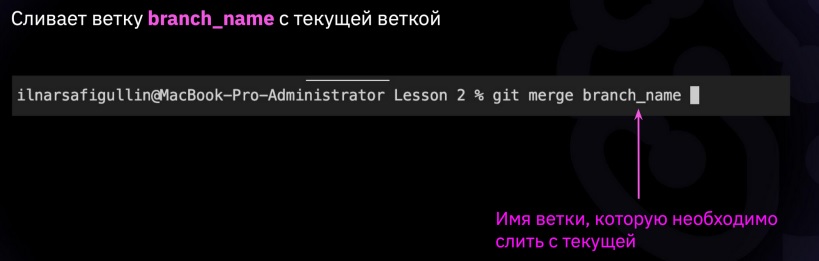 Сливает ветку branch_name с текущей веткой
ilnarsafigullin@MacBook-Pro-Administrator Lesson 2 % git merge branch_name
Имя ветки, которую необходимо
слить с текущей